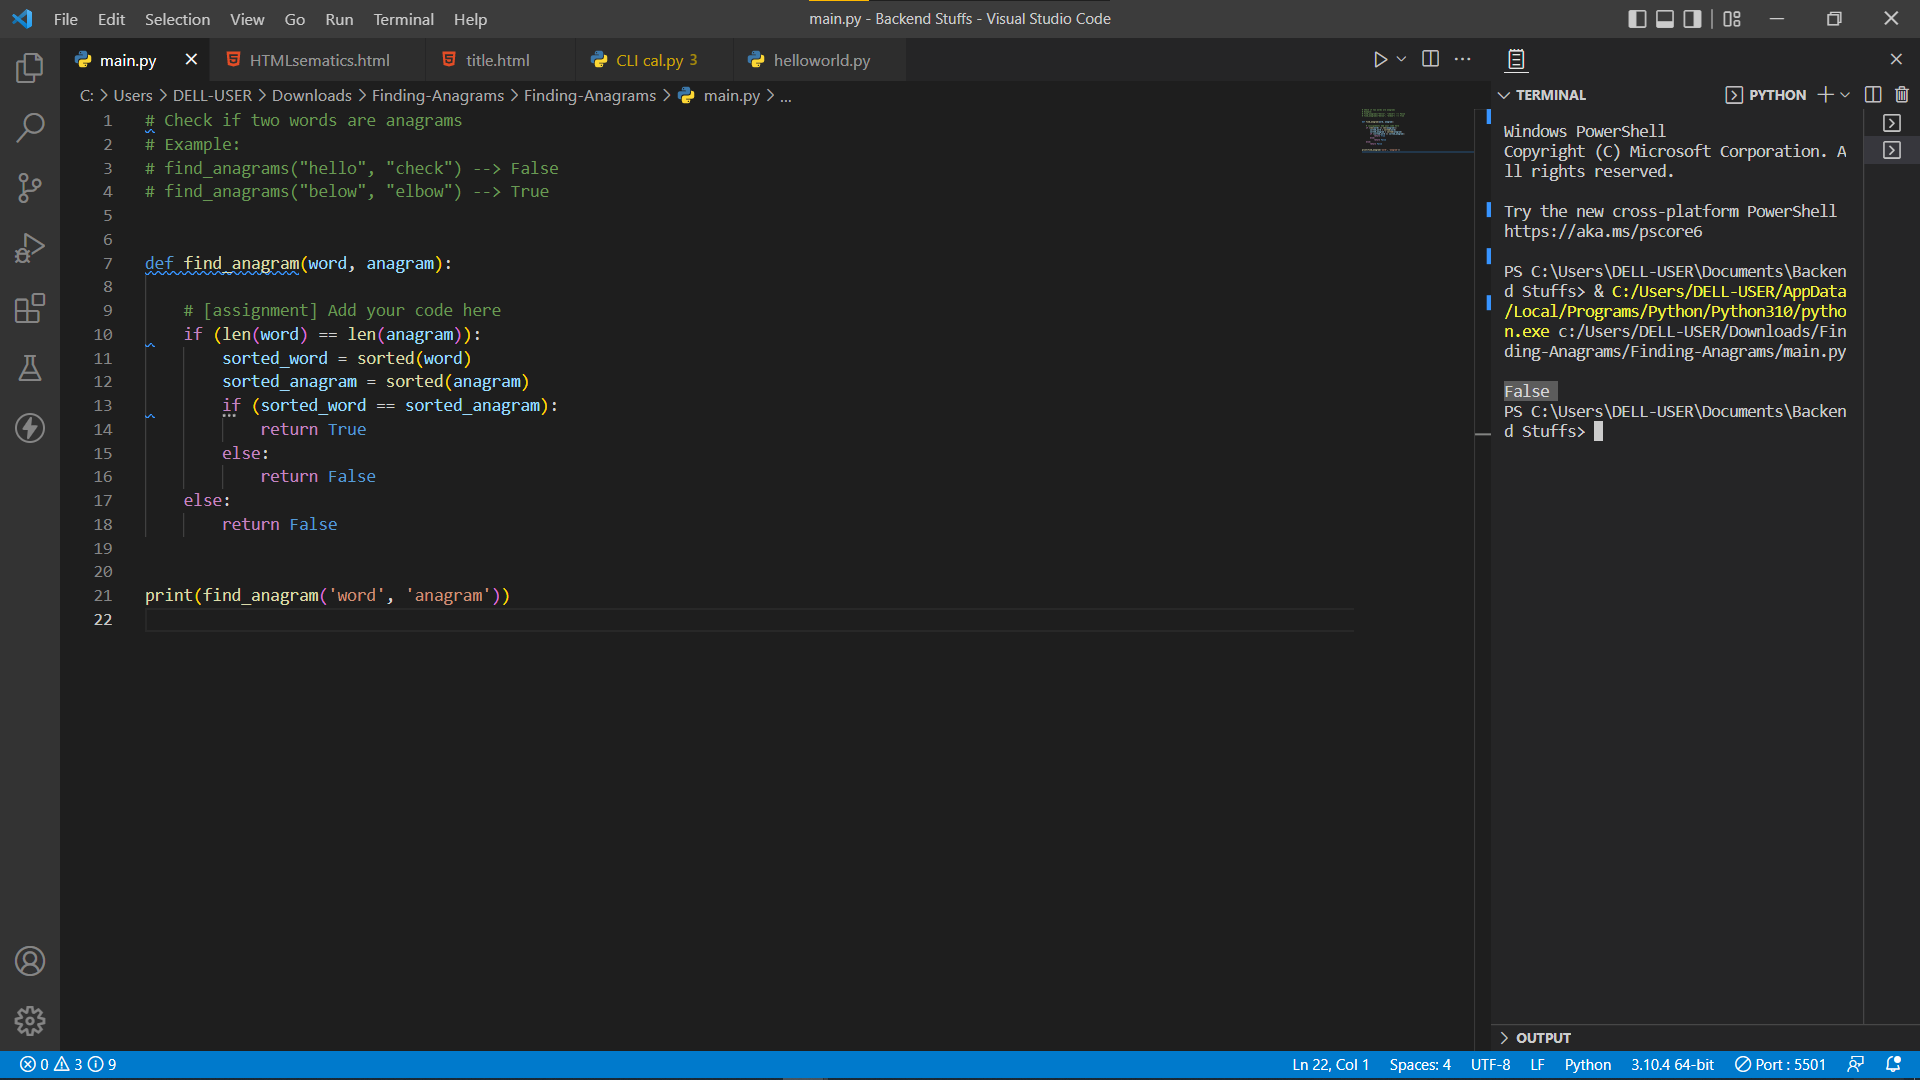 File Edit Selection View Go Run Terminal Help
main.py - Backend Stuffs - Visual Studio Code
main.py HTMLsematics.html title.html CLI cal.py 3 helloworld.py
C: > Users > DELL-USER > Downloads > Finding-Anagrams > Finding-Anagrams > main.py > ...
1 # Check if two words are anagrams
2 # Example:
3 # find_anagrams("hello", "check") --> False
4 # find_anagrams("below", "elbow") --> True
5
6
7 def find_anagram(word, anagram):
8
9 # [assignment] Add your code here
10 if (len(word) == len(anagram)):
11 sorted_word = sorted(word)
12 sorted_anagram = sorted(anagram)
13 if (sorted_word == sorted_anagram):
14 return True
15 else:
16 return False
17 else:
18 return False
19
20
21 print(find_anagram('word', 'anagram'))
22
TERMINAL PYTHON
Windows PowerShell
Copyright (C) Microsoft Corporation. A
ll rights reserved.
Try the new cross-platform PowerShell
https://aka.ms/pscore6
PS C:\Users\DELL-USER\Documents\Backen
d Stuffs> & C:/Users/DELL-USER/AppData
/Local/Programs/Python/Python310/pytho
n.exe c:/Users/DELL-USER/Downloads/Fin
ding-Anagrams/Finding-Anagrams/main.py
False
PS C:\Users\DELL-USER\Documents\Backen
d Stuffs>
OUTPUT
0 3 9
Ln 22, Col 1 Spaces: 4 UTF-8 LF Python 3.10.4 64-bit Port : 5501